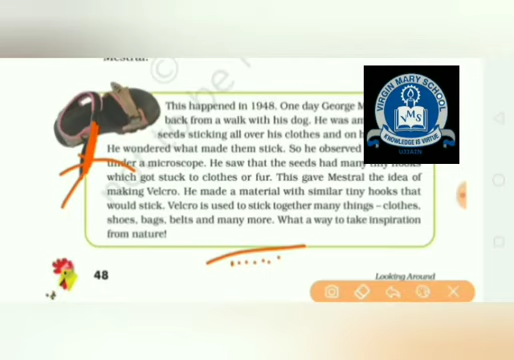 Mestral.
This happened in 1948. One day George M
back from a walk with his dog. He was am
seeds sticking all over his clothes and on h
He wondered what made them stick. So he observed
under a microscope. He saw that the seeds had many tiny hooks
which got stuck to clothes or fur. This gave Mestral the idea of
making Velcro. He made a material with similar tiny hooks that
would stick. Velcro is used to stick together many things – clothes,
shoes, bags, belts and many more. What a way to take inspiration
from nature!
48
Looking Around
VIRGIN MARY SCHOOL
VMS
KNOWLEDGE IS VIRTUE